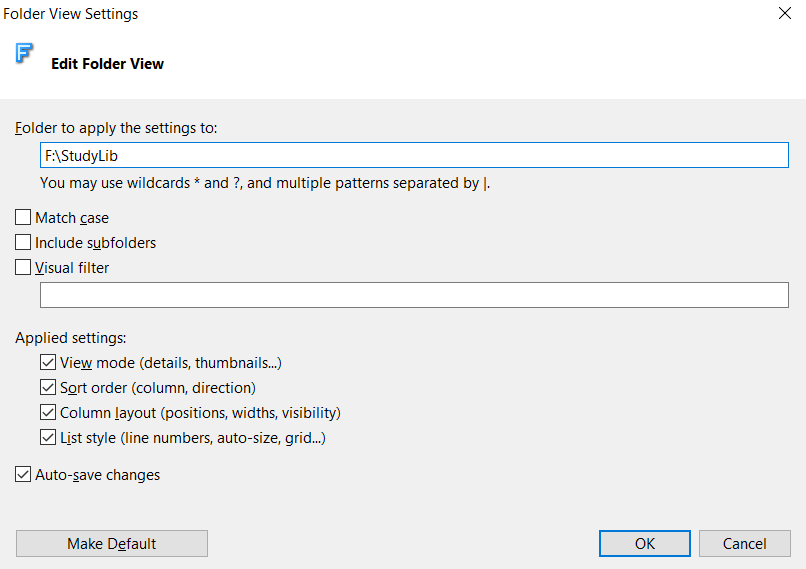 Folder View Settings
F
Edit Folder View
Folder to apply the settings to:
F:\StudyLib
You may use wildcards * and ?, and multiple patterns separated by |.
Match case
Include subfolders
Visual filter
Applied settings:
View mode (details, thumbnails...)
Sort order (column, direction)
Column layout (positions, widths, visibility)
List style (line numbers, auto-size, grid...)
Auto-save changes
Make Default
OK
Cancel